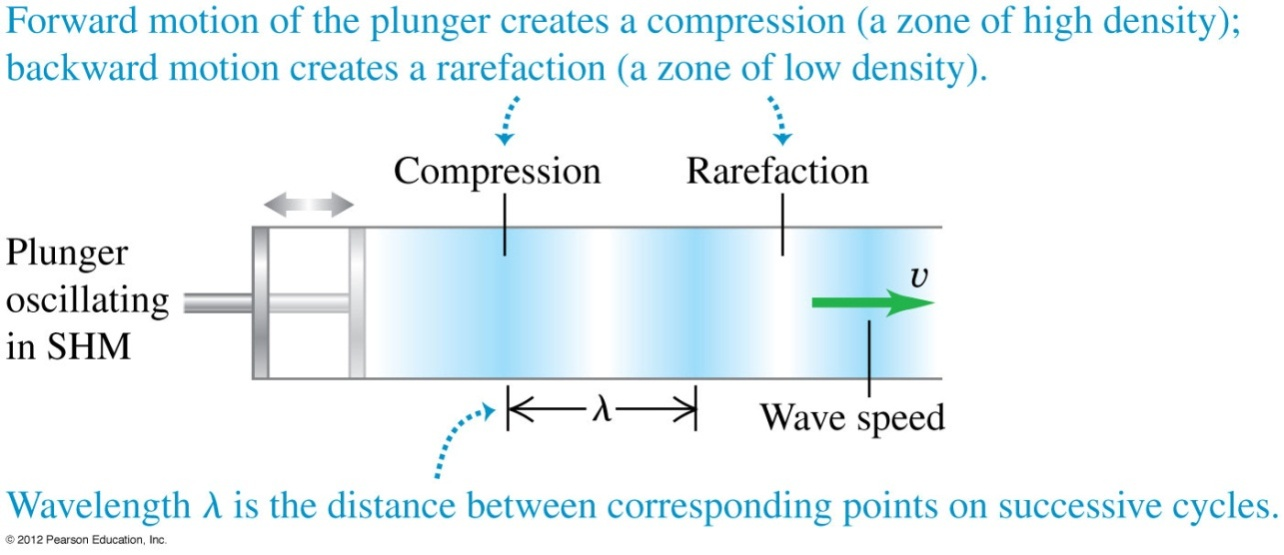 Forward motion of the plunger creates a compression (a zone of high density);
backward motion creates a rarefaction (a zone of low density).
Compression
Rarefaction
Plunger
oscillating
in SHM
v
λ
Wave speed
Wavelength λ is the distance between corresponding points on successive cycles.
© 2012 Pearson Education, Inc.